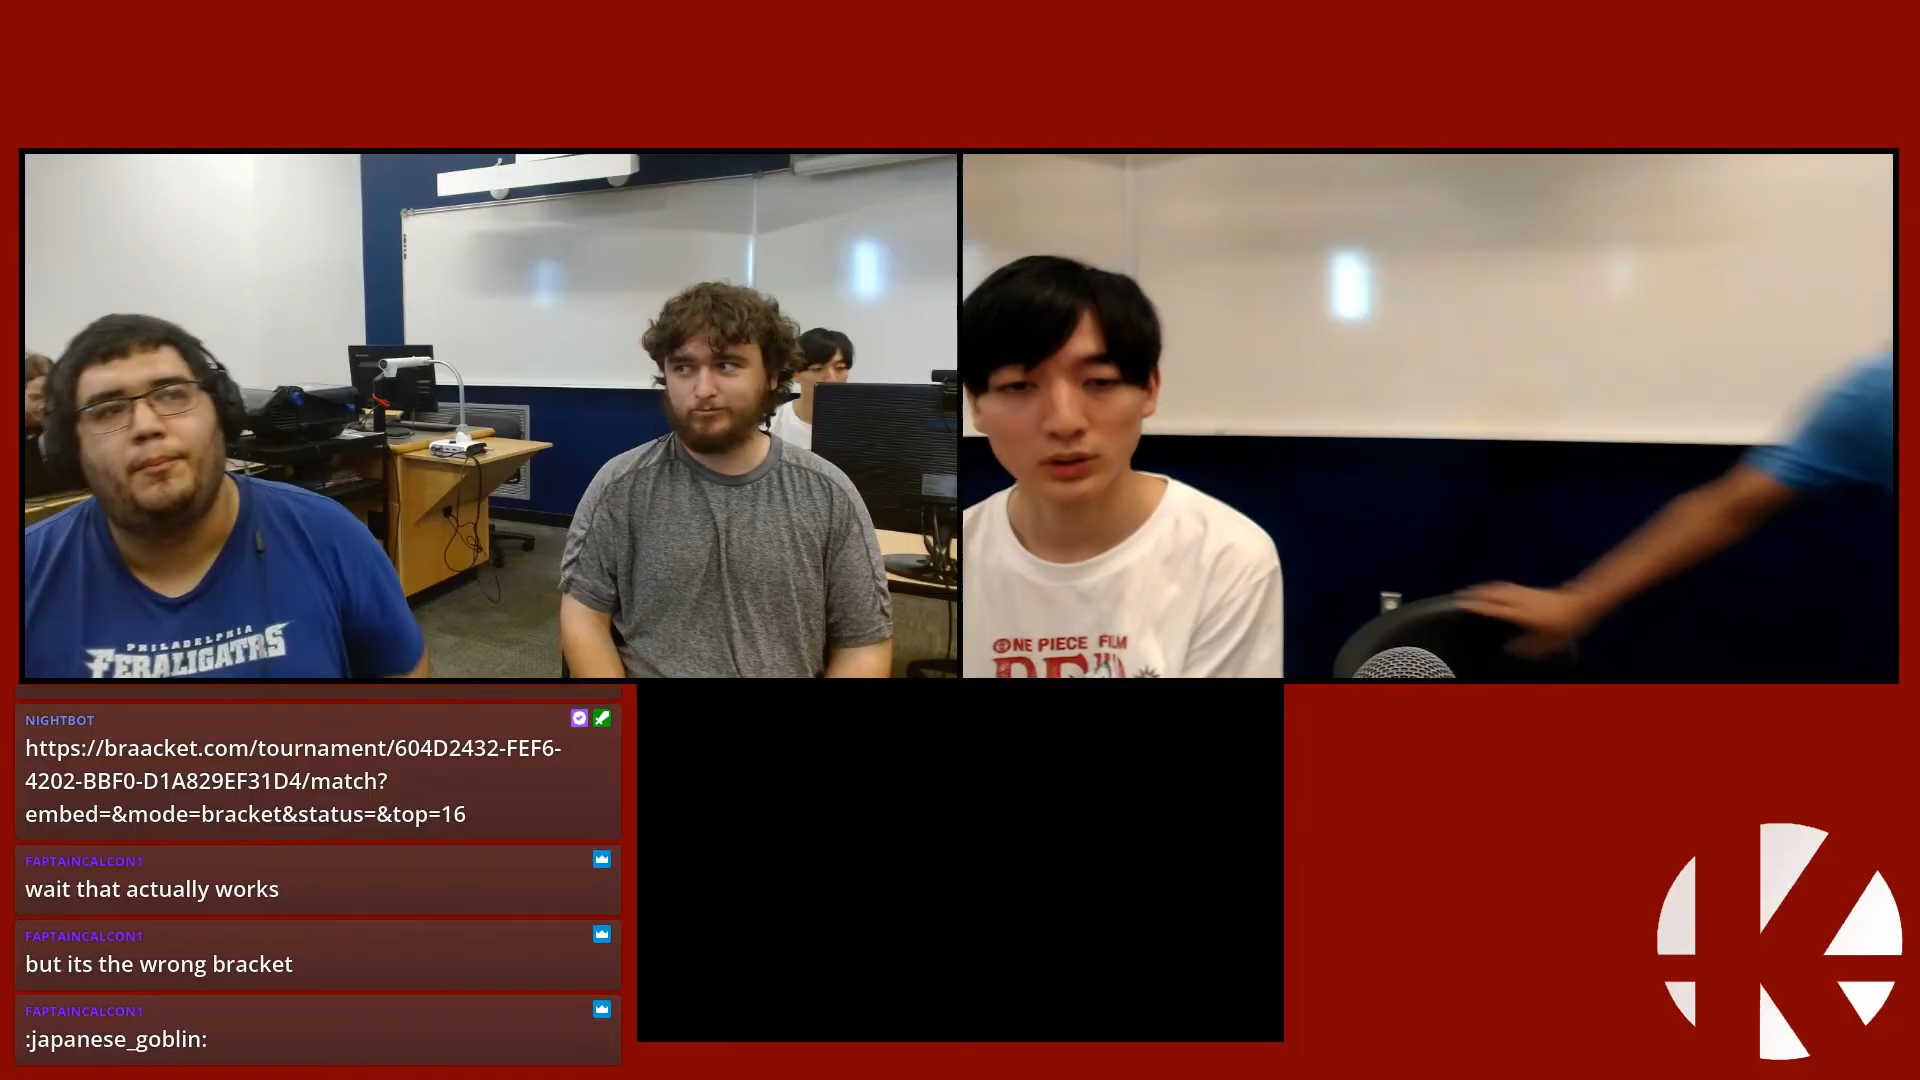 PHILADELPHIA
FERALIGATRS
ONE PIECE FILM
RED
NIGHTBOT
https://braacket.com/tournament/604D2432-FEF6-
4202-BBF0-D1A829EF31D4/match?
embed=&mode=bracket&status=&top=16
FAPTAINCALCON1
wait that actually works
FAPTAINCALCON1
but its the wrong bracket
FAPTAINCALCON1
:japanese_goblin:
K